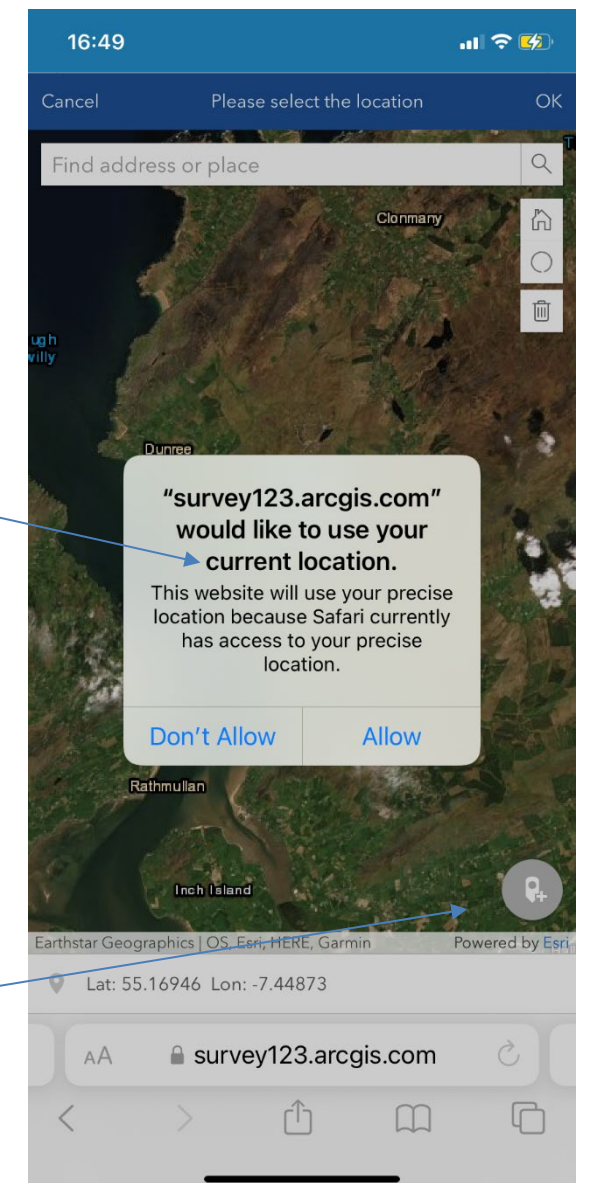 16:49
Cancel Please select the location OK
Find address or place
T
Clonmany
ugh
willy
Dunree
"survey123.arcgis.com"
would like to use your
current location.
This website will use your precise
location because Safari currently
has access to your precise
location.
Don't Allow Allow
Rathmullan
Inch Island
Earthstar Geographics | OS, Esri, HERE, Garmin Powered by Esri
Lat: 55.16946 Lon: -7.44873
AA survey123.arcgis.com